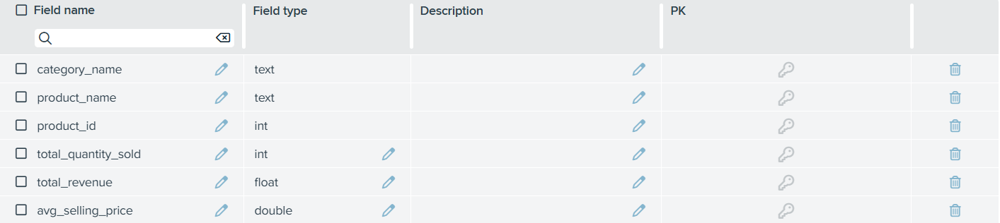 Field name Field type Description PK
category_name text
product_name text
product_id int
total_quantity_sold int
total_revenue float
avg_selling_price double